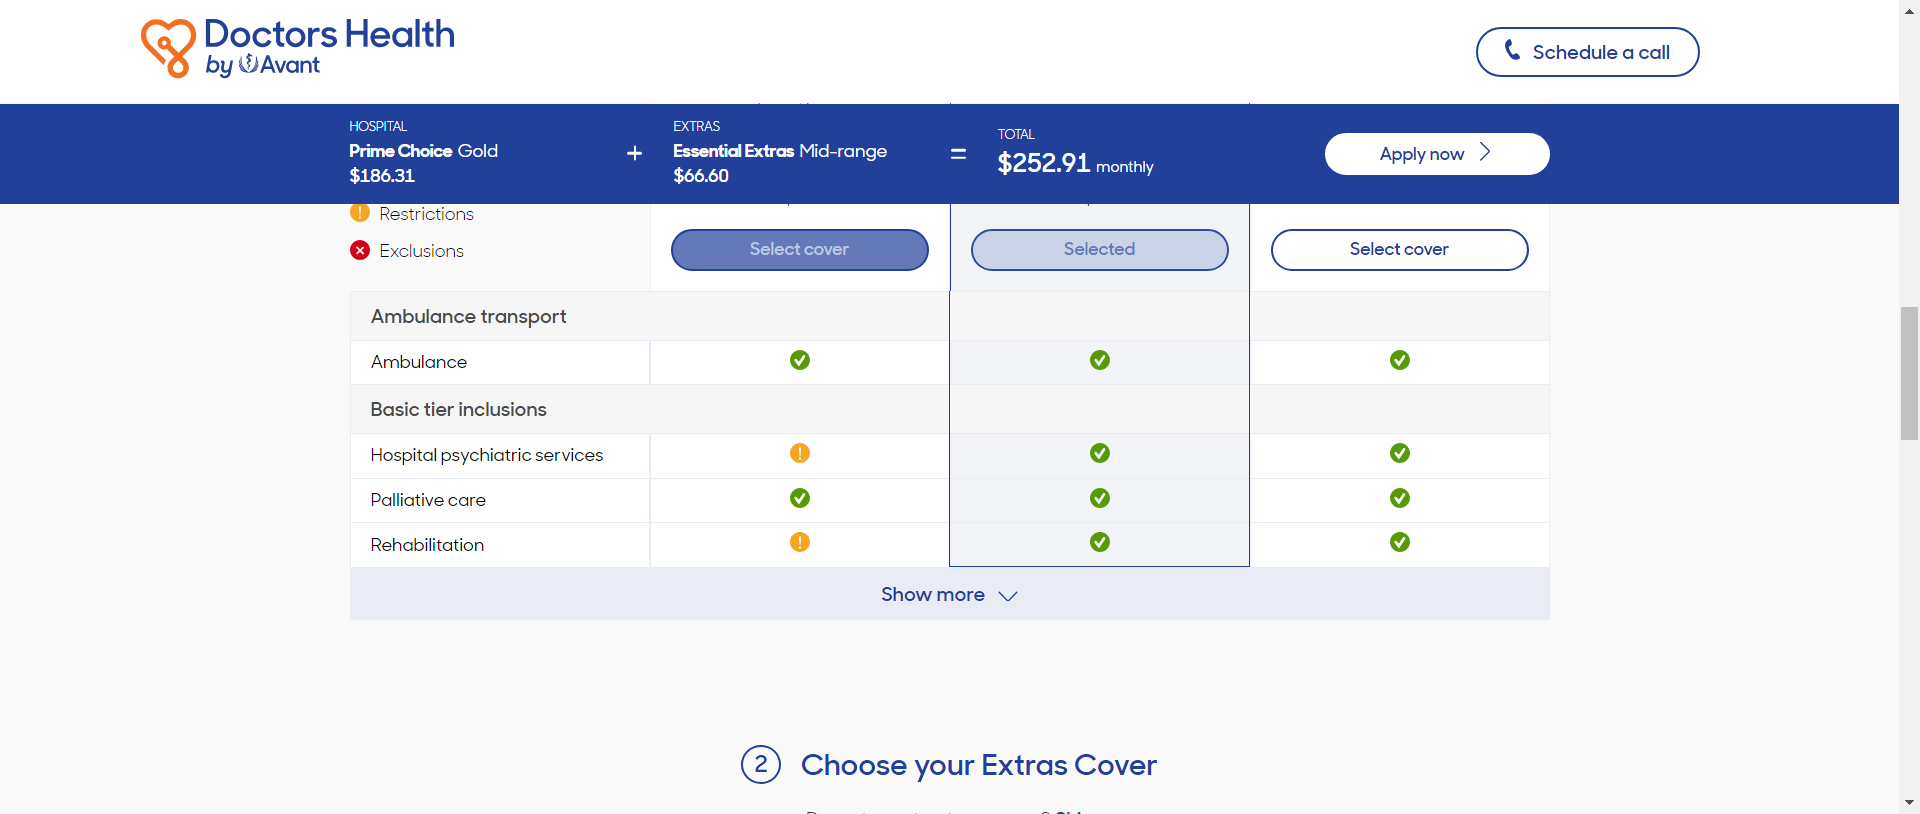 Doctors Health
by Avant
Schedule a call
HOSPITAL
Prime Choice Gold
$186.31
+
EXTRAS
Essential Extras Mid-range
$66.60
=
TOTAL
$252.91 monthly
Apply now
Restrictions
Exclusions
Select cover
Selected
Select cover
Ambulance transport
Ambulance
Basic tier inclusions
Hospital psychiatric services
Palliative care
Rehabilitation
Show more
2 Choose your Extras Cover